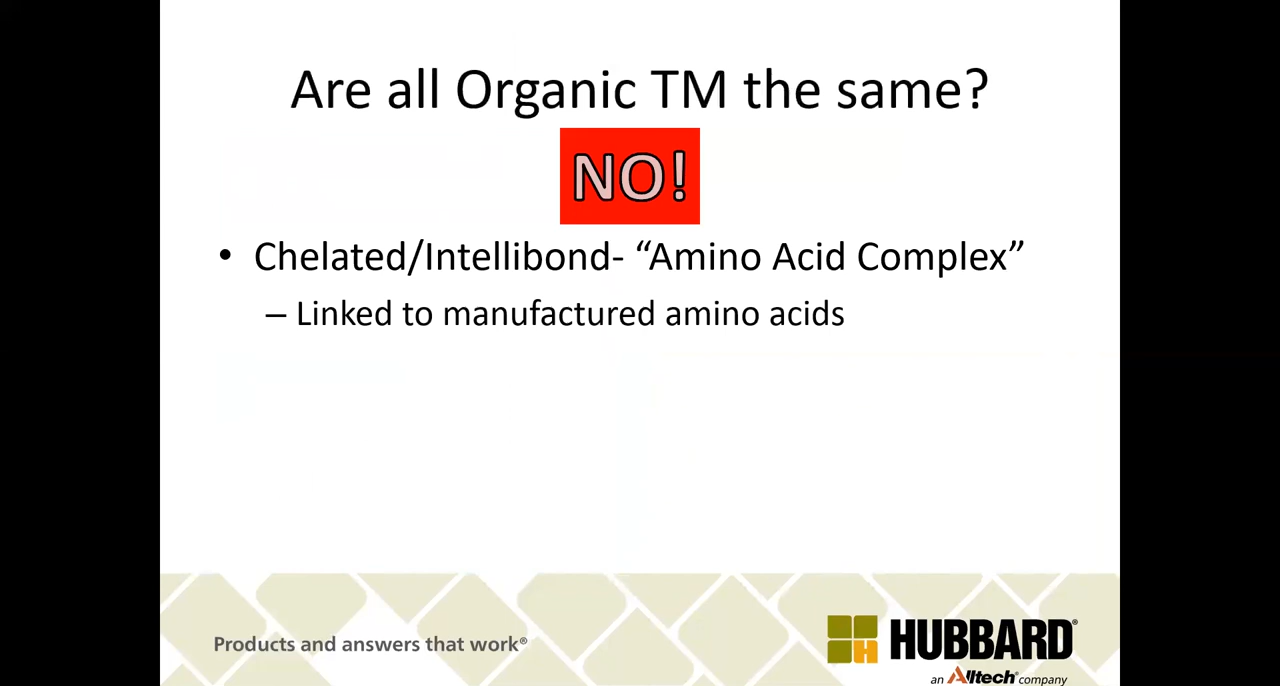 Are all Organic TM the same?
NO!
• Chelated/Intellibond- “Amino Acid Complex”
– Linked to manufactured amino acids
Products and answers that work®
HUBBARD®
an Alltech® company